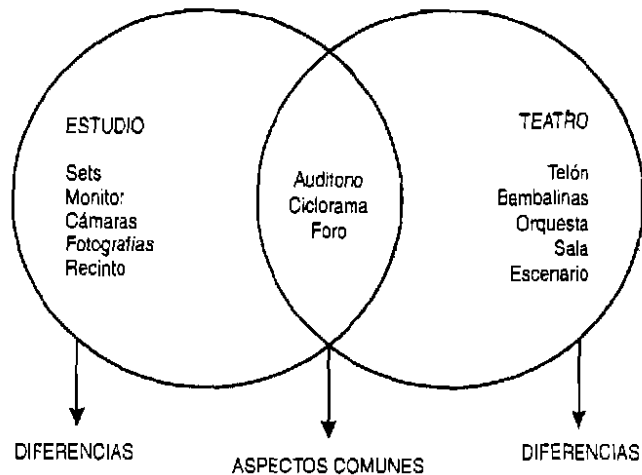 ESTUDIO
Sets
Monitor
Cámaras
Fotografías
Recinto
Auditorio
Ciclorama
Foro
TEATRO
Telón
Bambalinas
Orquesta
Sala
Escenario
DIFERENCIAS
ASPECTOS COMUNES
DIFERENCIAS